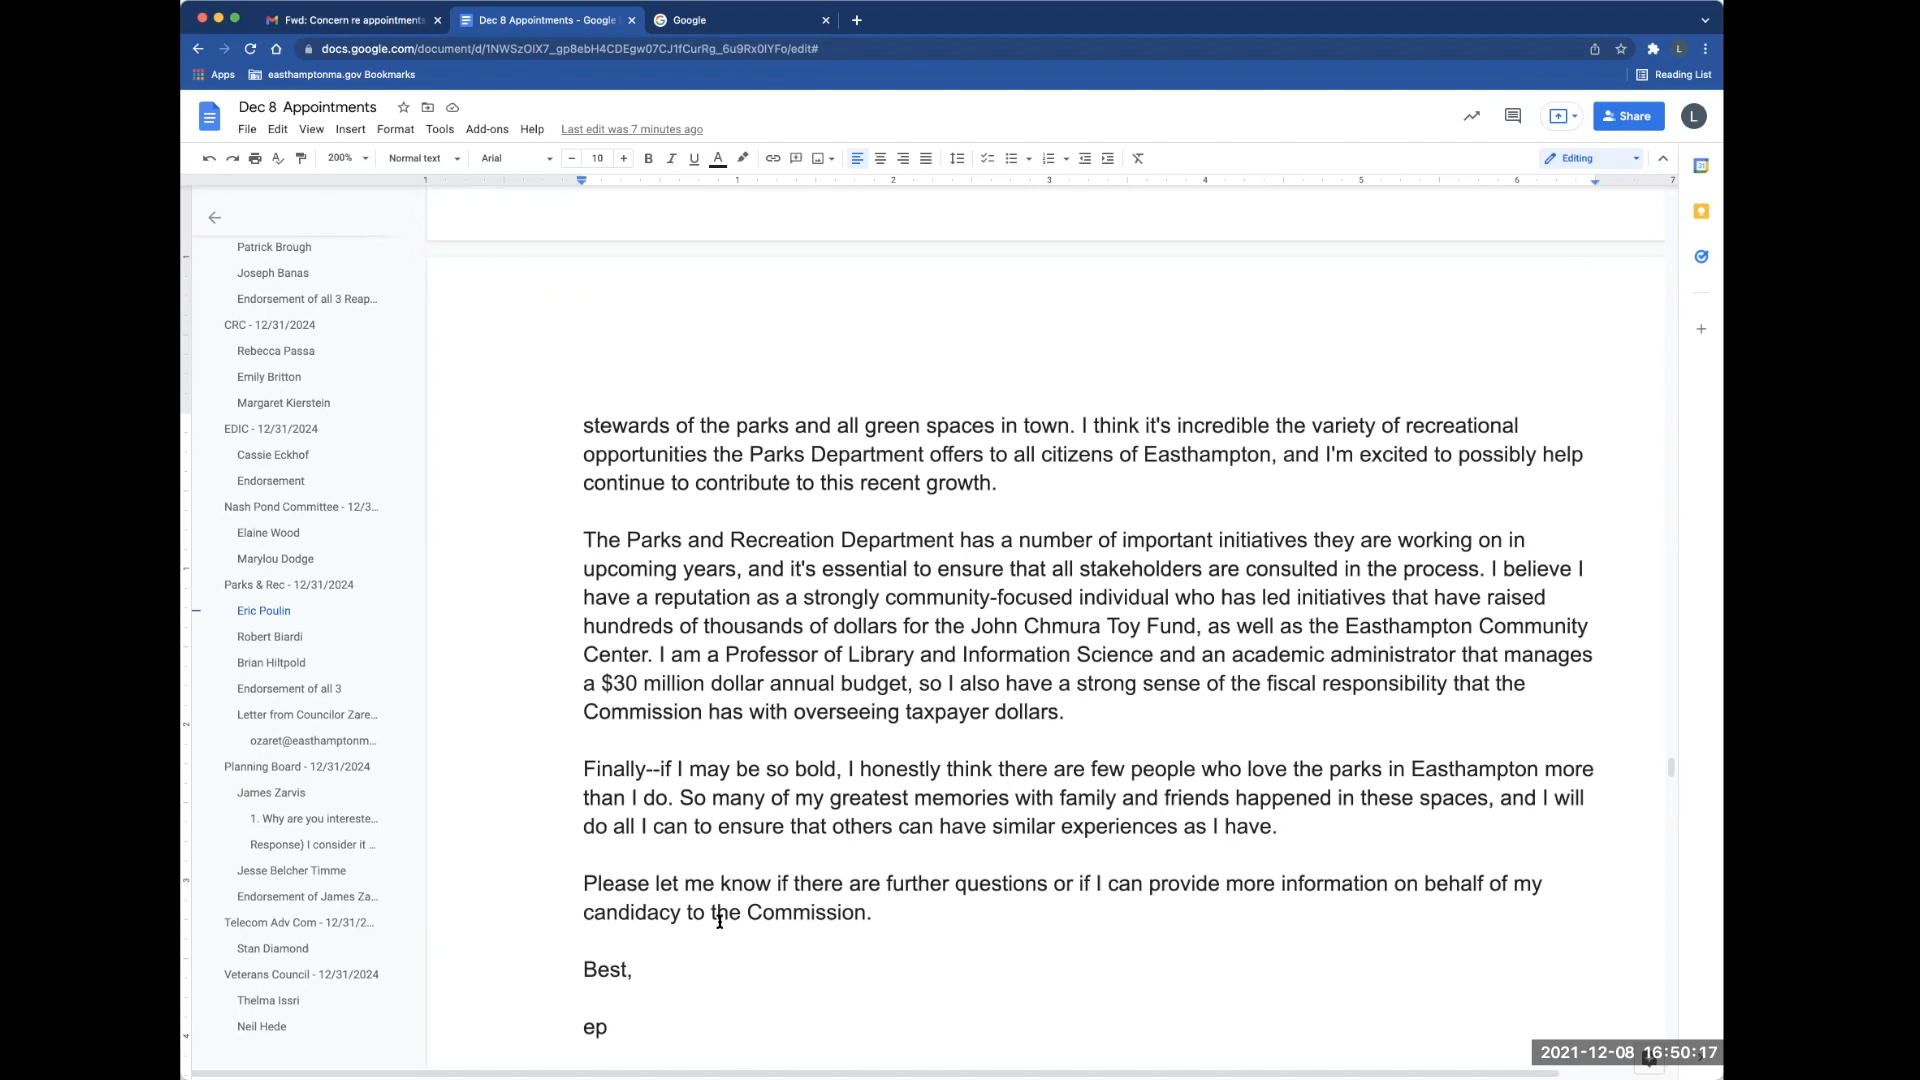 Fwd: Concern re appointments
Dec 8 Appointments - Google
Google
docs.google.com/document/d/1NWSzOIX7_gp8ebH4CDEgw07CJ1fCurRg_6u9Rx0lYFo/edit#
L
Apps
easthamptonma.gov Bookmarks
Reading List
Dec 8 Appointments
File Edit View Insert Format Tools Add-ons Help Last edit was 7 minutes ago
Share
L
200% Normal text Arial 10
Editing
1 1 2 3 4 5 6 7
Patrick Brough
Joseph Banas
Endorsement of all 3 Reap...
CRC - 12/31/2024
Rebecca Passa
Emily Britton
Margaret Kierstein
EDIC - 12/31/2024
Cassie Eckhof
Endorsement
Nash Pond Committee - 12/3...
Elaine Wood
Marylou Dodge
Parks & Rec - 12/31/2024
Eric Poulin
Robert Biardi
Brian Hiltpold
Endorsement of all 3
Letter from Councilor Zare...
ozaret@easthamptonm...
Planning Board - 12/31/2024
James Zarvis
1. Why are you intereste...
Response) I consider it ...
Jesse Belcher Timme
Endorsement of James Za...
Telecom Adv Com - 12/31/2...
Stan Diamond
Veterans Council - 12/31/2024
Thelma Issri
Neil Hede
stewards of the parks and all green spaces in town. I think it's incredible the variety of recreational
opportunities the Parks Department offers to all citizens of Easthampton, and I'm excited to possibly help
continue to contribute to this recent growth.
The Parks and Recreation Department has a number of important initiatives they are working on in
upcoming years, and it's essential to ensure that all stakeholders are consulted in the process. I believe I
have a reputation as a strongly community-focused individual who has led initiatives that have raised
hundreds of thousands of dollars for the John Chmura Toy Fund, as well as the Easthampton Community
Center. I am a Professor of Library and Information Science and an academic administrator that manages
a $30 million dollar annual budget, so I also have a strong sense of the fiscal responsibility that the
Commission has with overseeing taxpayer dollars.
Finally--if I may be so bold, I honestly think there are few people who love the parks in Easthampton more
than I do. So many of my greatest memories with family and friends happened in these spaces, and I will
do all I can to ensure that others can have similar experiences as I have.
Please let me know if there are further questions or if I can provide more information on behalf of my
candidacy to the Commission.
Best,
ep
2021-12-08 16:50:17